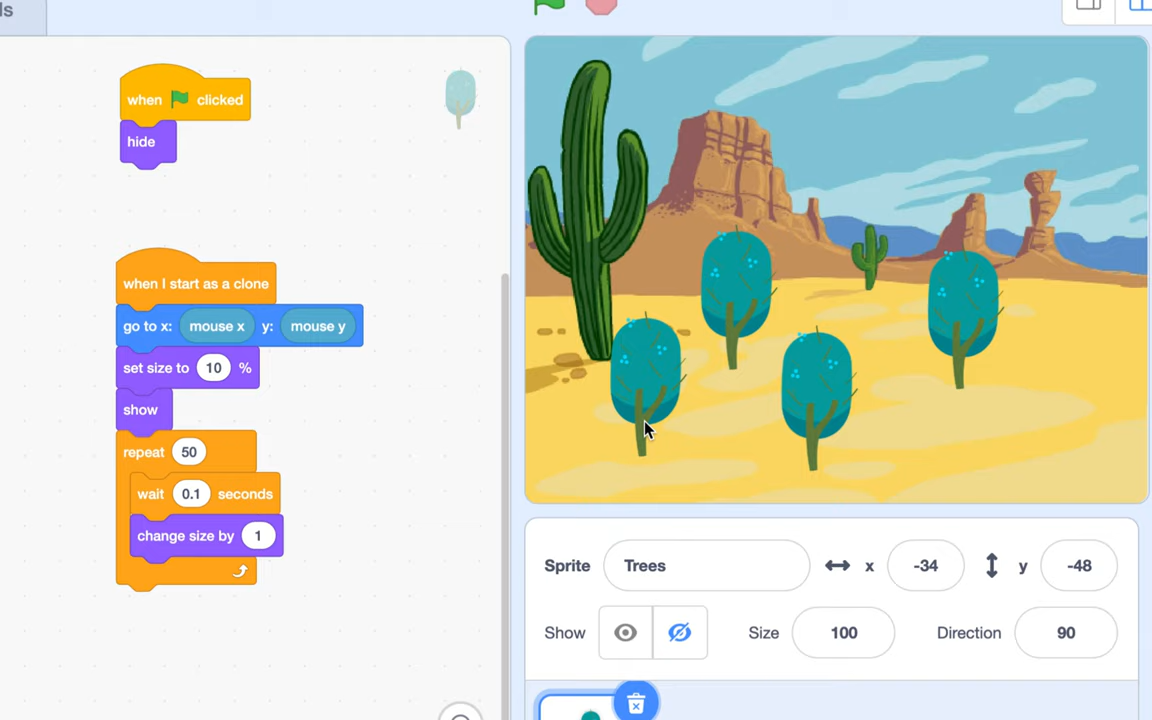 ls
when clicked
hide
when I start as a clone
go to x: mouse x y: mouse y
set size to 10 %
show
repeat 50
wait 0.1 seconds
change size by 1
Sprite Trees x -34 y -48
Show Size 100 Direction 90